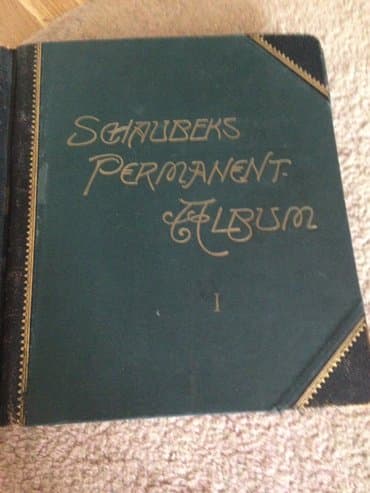 SCHAUBEKS
PERMANENT-
ALBUM
I